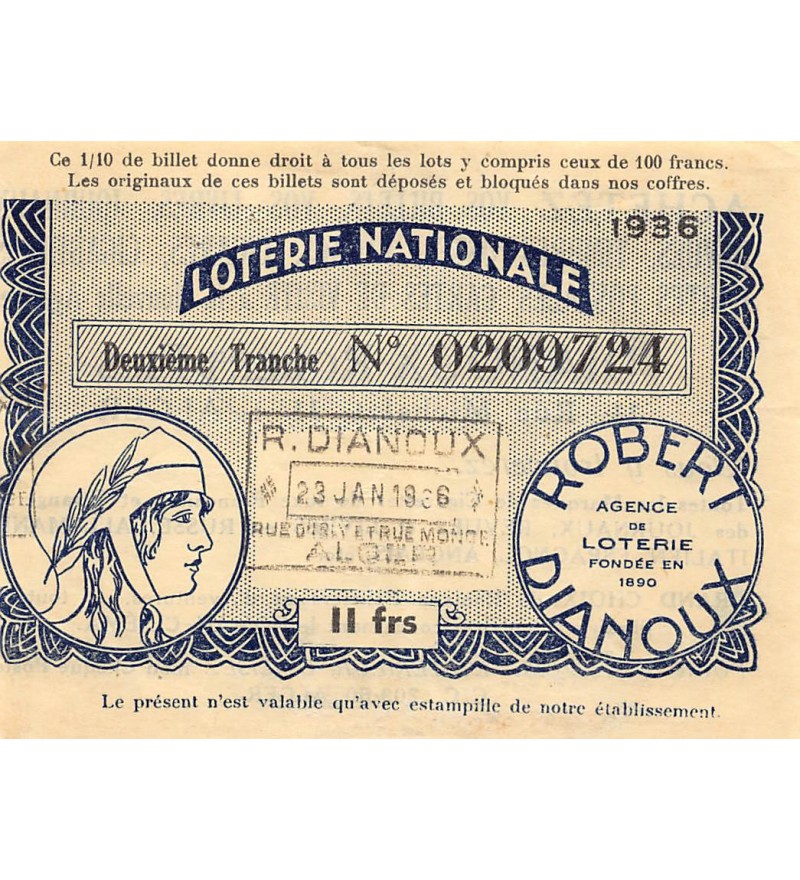 Ce 1/10 de billet donne droit à tous les lots y compris ceux de 100 francs.
Les originaux de ces billets sont déposés et bloqués dans nos coffres.
1936
LOTERIE NATIONALE
Deuxième Tranche N° 0209724
R. DIANOUX
23 JAN 1936
RUE D'ISLY ET RUE MONGE
ALGER
ROBERT
AGENCE
DE
LOTERIE
FONDÉE EN
1890
DIANOUX
11 frs
Le présent n'est valable qu'avec estampille de notre établissement.